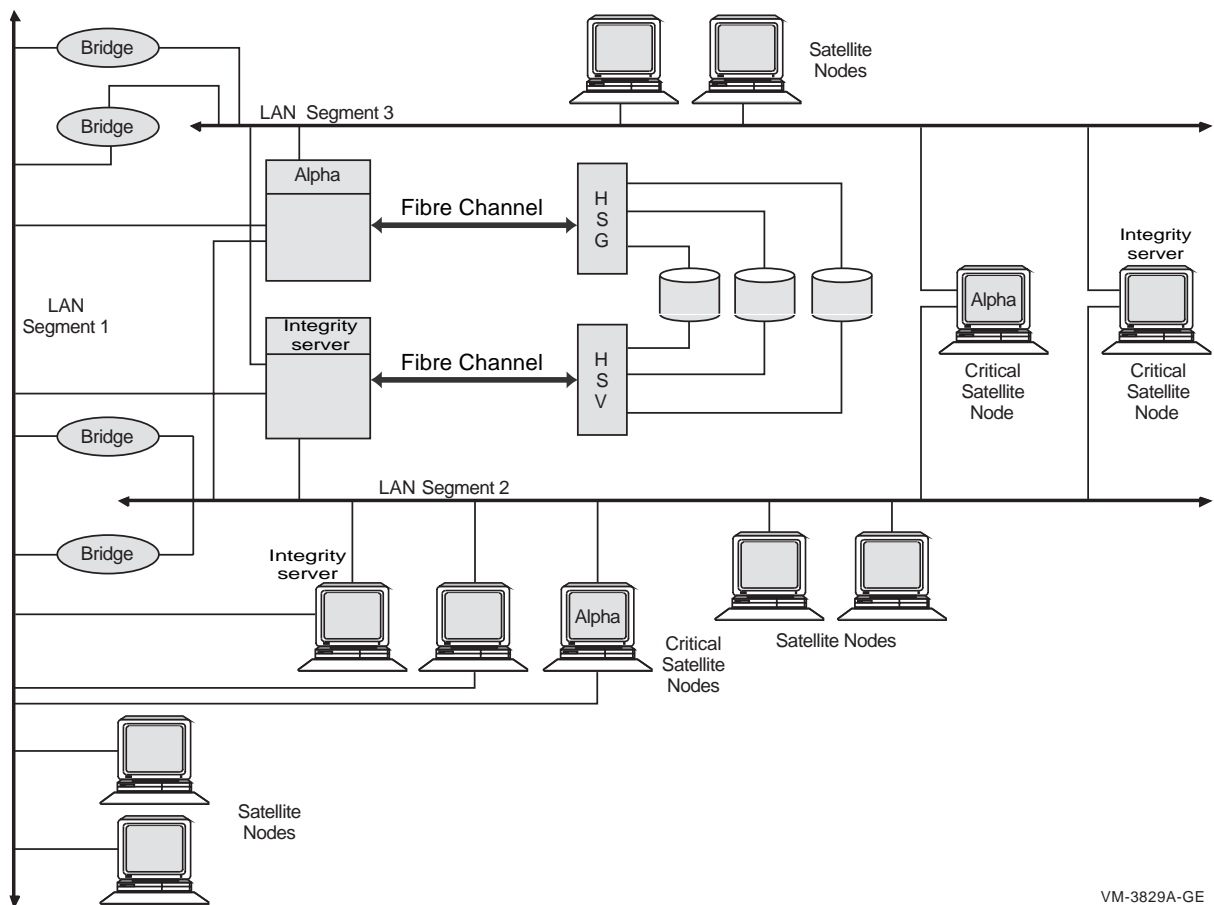 Bridge
Satellite
Nodes
Bridge
LAN Segment 3
Alpha
H
S
G
Fibre Channel
Integrity
server
LAN
Segment 1
Alpha
Integrity
server
H
S
V
Fibre Channel
Critical
Satellite
Node
Critical
Satellite
Node
Bridge
LAN Segment 2
Bridge
Integrity
server
Alpha
Critical
Satellite
Nodes
Satellite Nodes
Satellite
Nodes
VM-3829A-GE